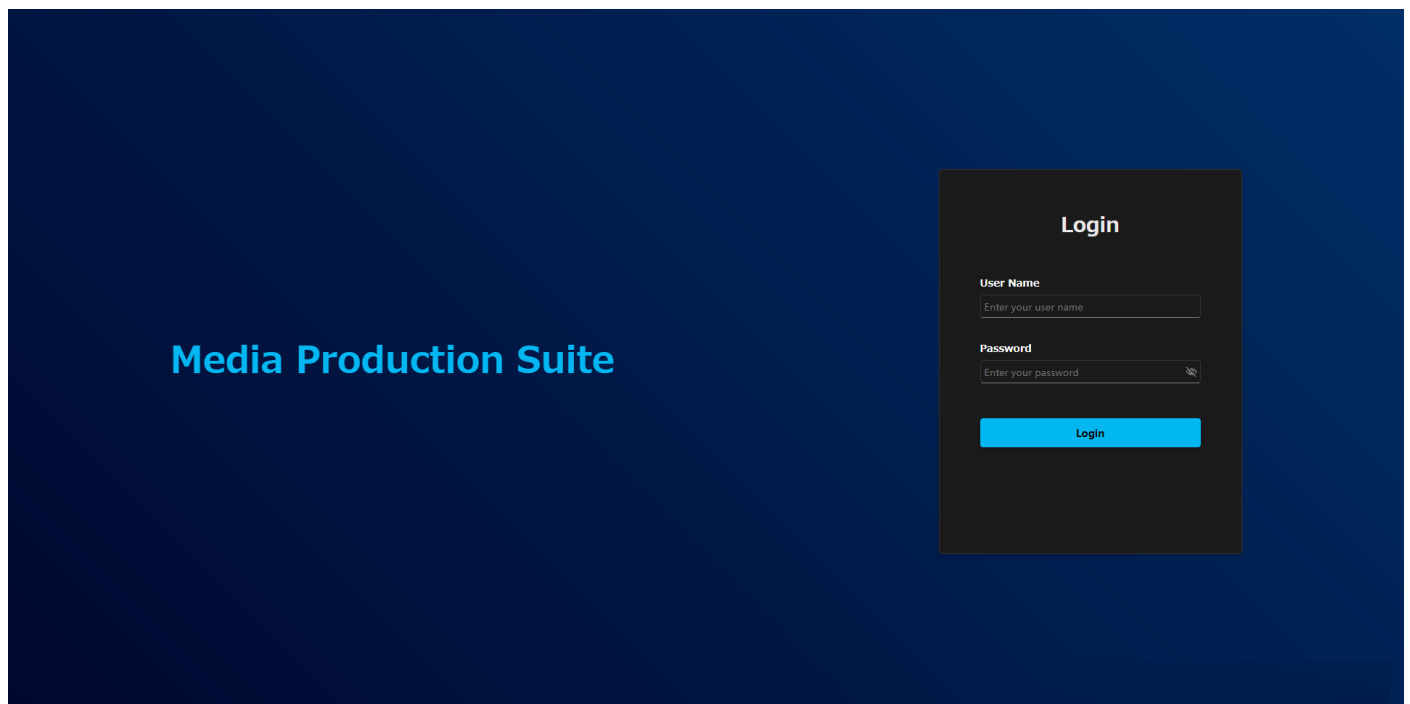 Media Production Suite
Login
User Name
Enter your user name
Password
Enter your password
Login